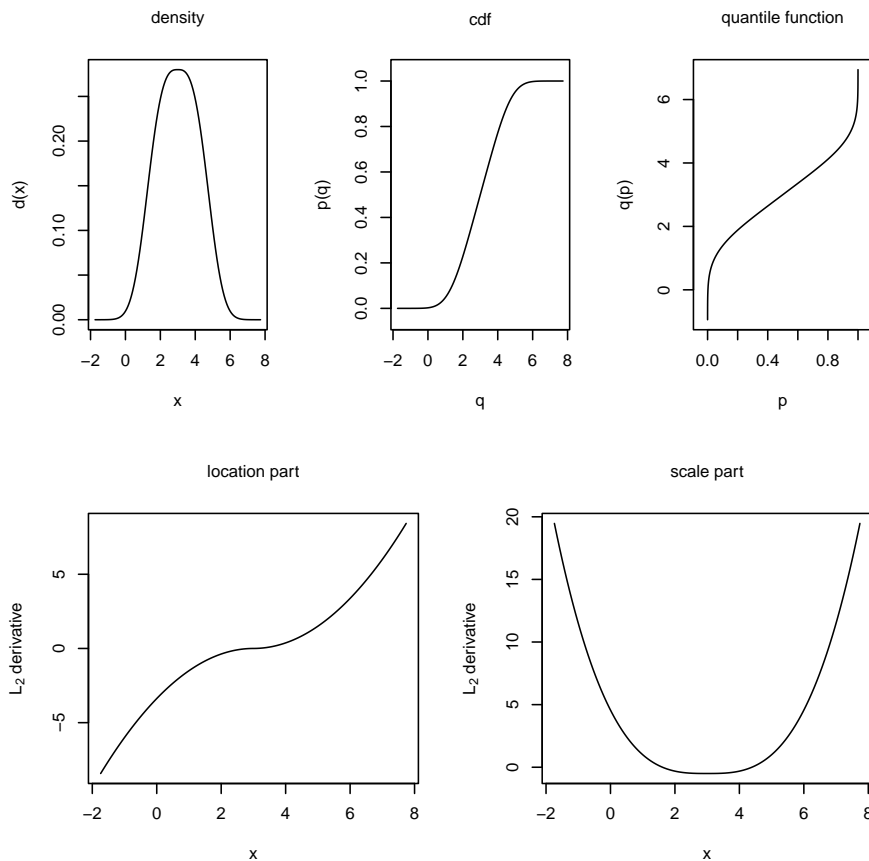 density
cdf
quantile function
d(x)
0.00
0.10
0.20
−2 0 2 4 6 8
x
p(q)
0.0 0.2 0.4 0.6 0.8 1.0
−2 0 2 4 6 8
q
q(p)
0 2 4 6
0.0 0.4 0.8
p
location part
scale part
L2 derivative
−5 0 5
−2 0 2 4 6 8
x
L2 derivative
0 5 10 15 20
−2 0 2 4 6 8
x